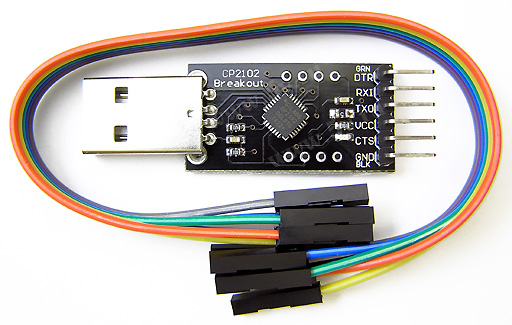 CP2102
Breakout
GRN
DTR
RXI
TXO
VCC
CTS
GND
BLK